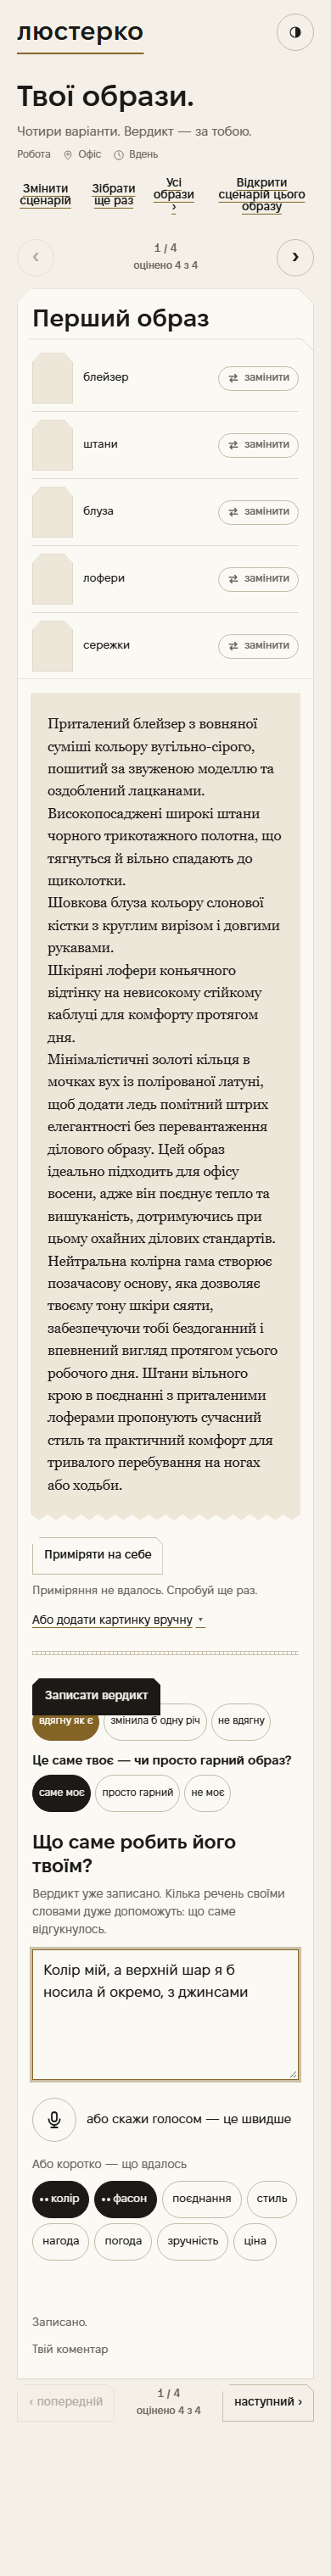 люстерко
Твої образи.
Чотири варіанти. Вердикт — за тобою.
Робота Офіс Вдень
Змінити
сценарій
Зібрати
ще раз
Усі
образи
›
Відкрити
сценарій цього
образу
‹
1 / 4
оцінено 4 з 4
›
Перший образ
блейзер
замінити
штани
замінити
блуза
замінити
лофери
замінити
сережки
замінити
Приталений блейзер з вовняної
суміші кольору вугільно-сірого,
пошитий за звуженою моделлю та
оздоблений лацканами.
Високопосаджені широкі штани
чорного трикотажного полотна, що
тягнуться й вільно спадають до
щиколотки.
Шовкова блуза кольору слонової
кістки з круглим вирізом і довгими
рукавами.
Шкіряні лофери коньячного
відтінку на невисокому стійкому
каблуці для комфорту протягом
дня.
Мінімалістичні золоті кільця в
мочках вух із полірованої латуні,
щоб додати ледь помітний штрих
елегантності без перевантаження
ділового образу. Цей образ
ідеально підходить для офісу
восени, адже він поєднує тепло та
вишуканість, дотримуючись при
цьому охайних ділових стандартів.
Нейтральна колірна гама створює
позачасову основу, яка дозволяє
твоєму тону шкіри сяяти,
забезпечуючи тобі бездоганний і
впевнений вигляд протягом усього
робочого дня. Штани вільного
крою в поєднанні з приталеними
лоферами пропонують сучасний
стиль та практичний комфорт для
тривалого перебування на ногах
або ходьби.
Приміряти на себе
Приміряння не вдалось. Спробуй ще раз.
Або додати картинку вручну
Записати вердикт
вдягну як є
змінила б одну річ
не вдягну
Це саме твоє — чи просто гарний образ?
саме моє
просто гарний
не моє
Що саме робить його
твоїм?
Вердикт уже записано. Кілька речень своїми
словами дуже допоможуть: що саме
відгукнулось.
Колір мій, а верхній шар я б
носила й окремо, з джинсами
або скажи голосом — це швидше
Або коротко — що вдалось
колір
фасон
поєднання
стиль
нагода
погода
зручність
ціна
Записано.
Твій коментар
‹ попередній
1 / 4
оцінено 4 з 4
наступний ›